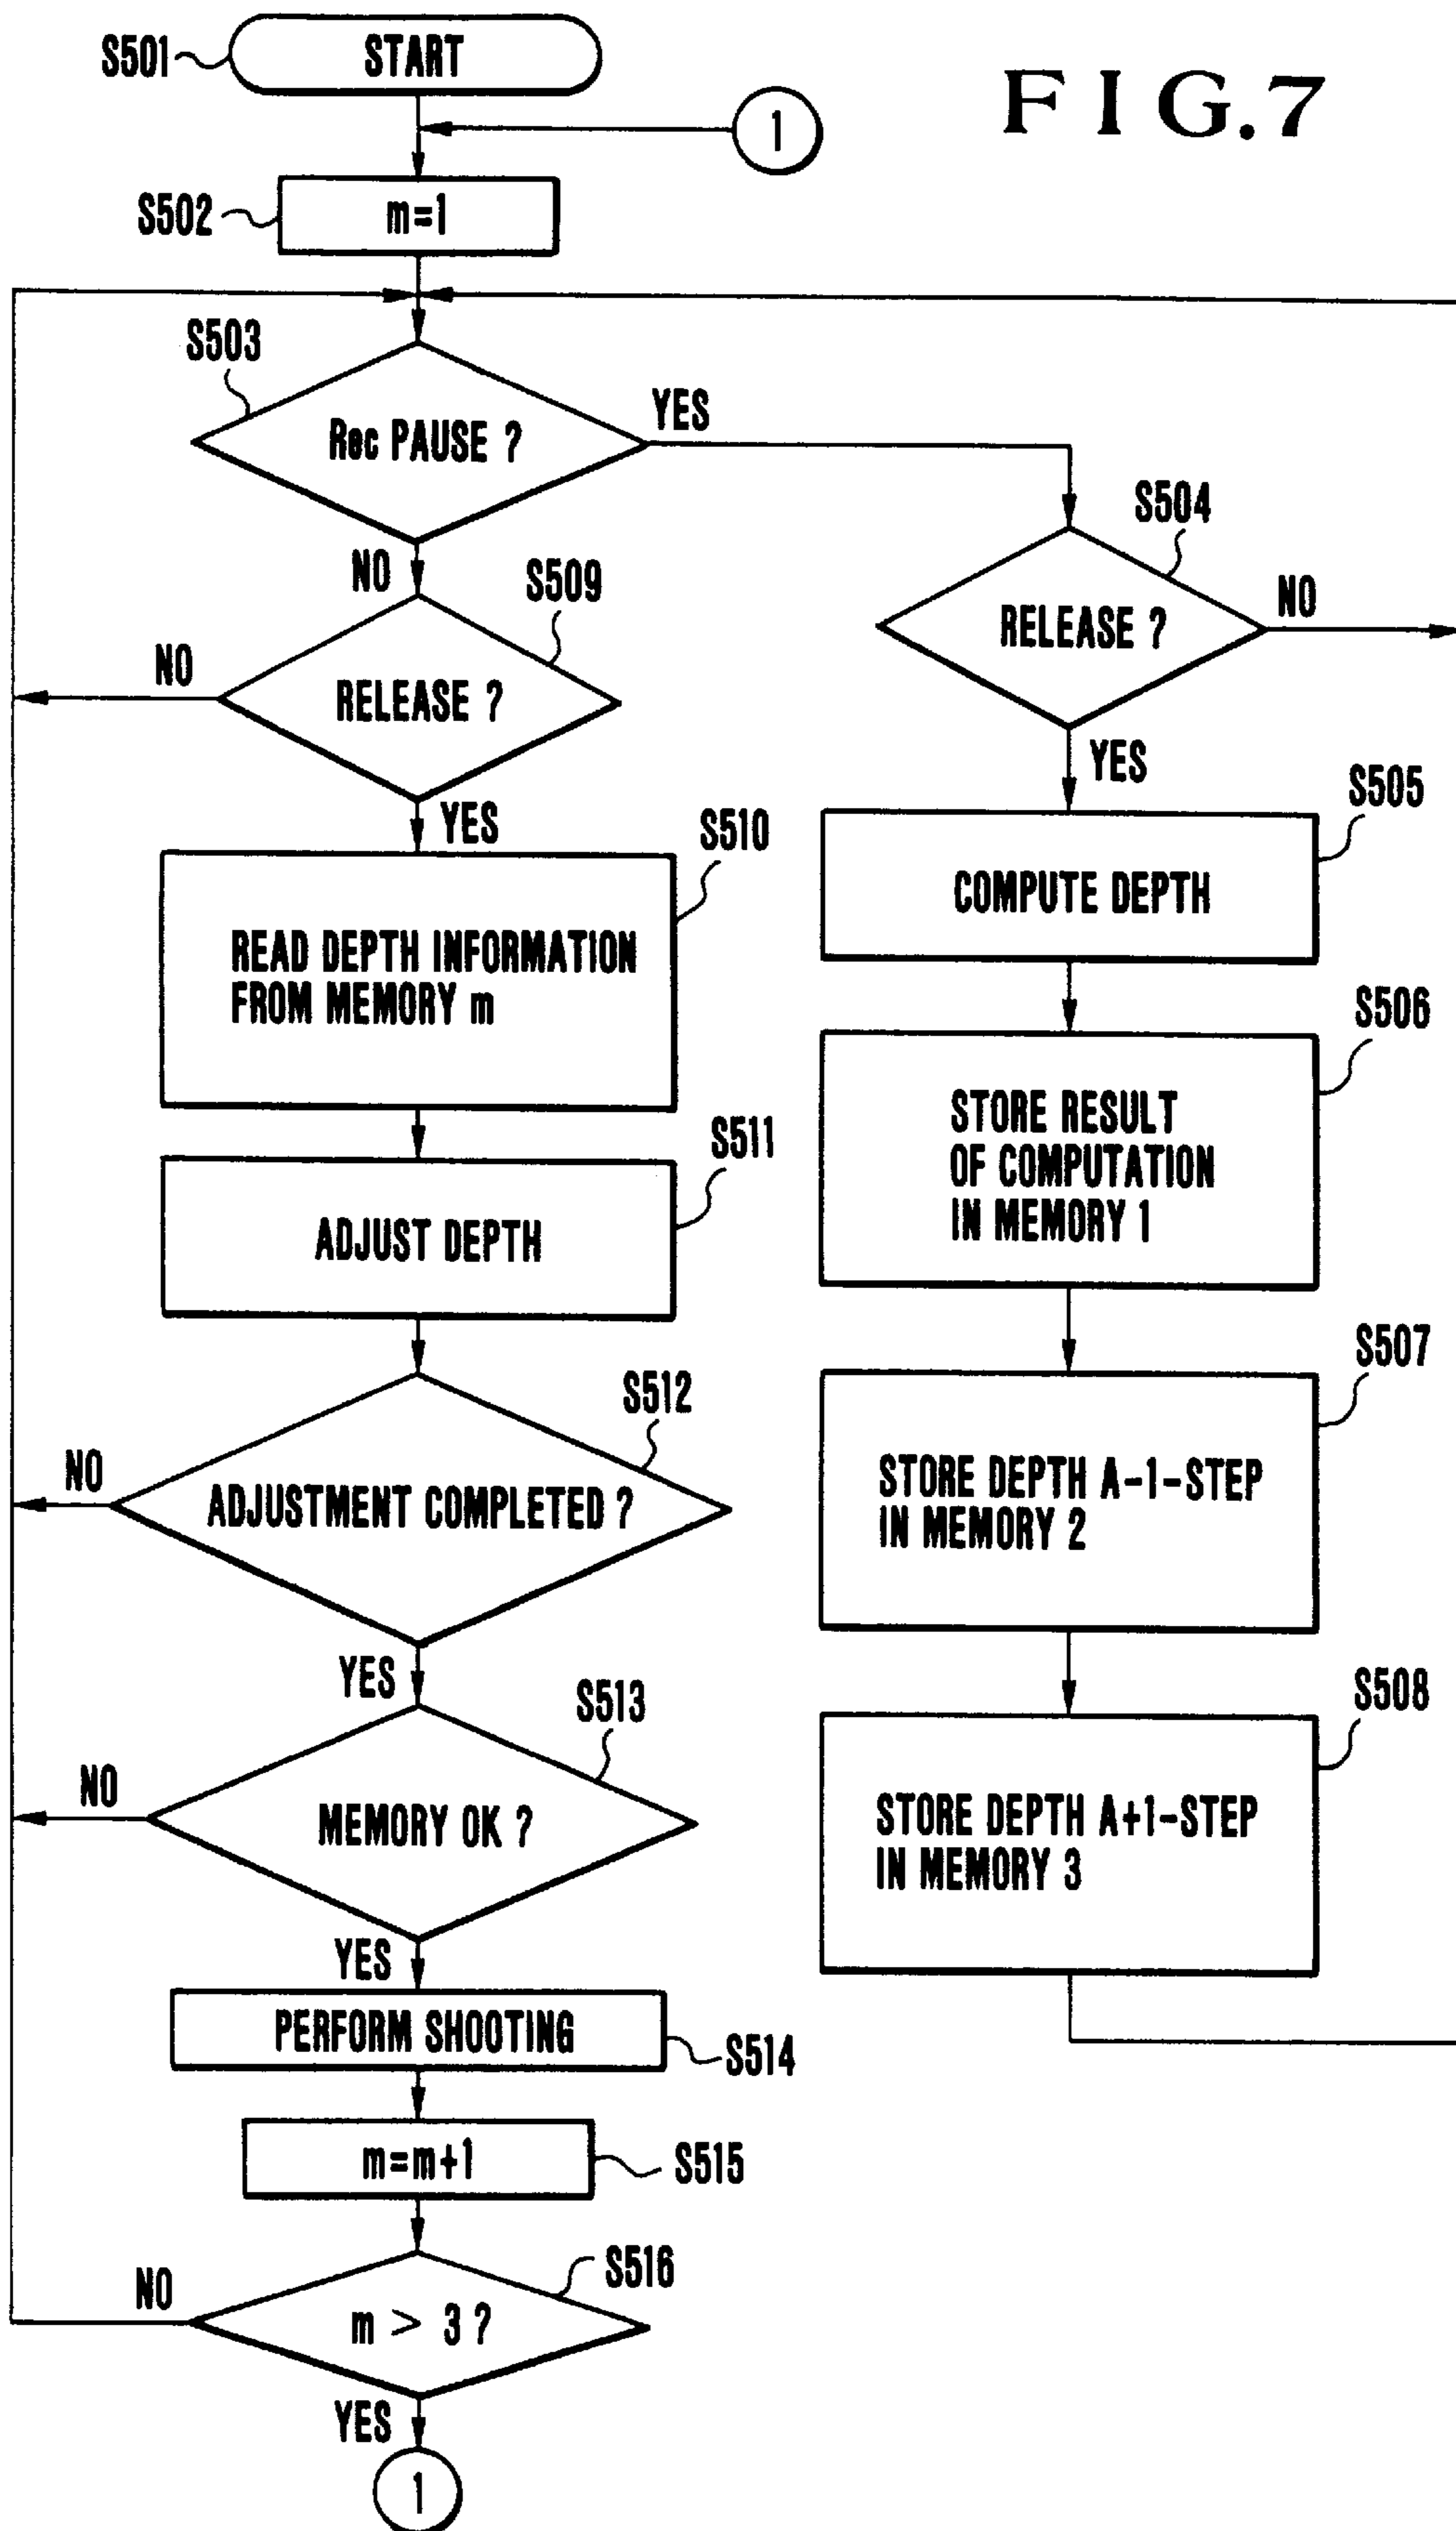 FIG.7
S501
START
1
S502
m=1
S503
Rec PAUSE ?
YES
NO
S504
RELEASE ?
NO
YES
S505
COMPUTE DEPTH
S506
STORE RESULT
OF COMPUTATION
IN MEMORY 1
S507
STORE DEPTH A-1-STEP
IN MEMORY 2
S508
STORE DEPTH A+1-STEP
IN MEMORY 3
S509
RELEASE ?
NO
YES
S510
READ DEPTH INFORMATION
FROM MEMORY m
S511
ADJUST DEPTH
S512
ADJUSTMENT COMPLETED ?
NO
YES
S513
MEMORY OK ?
NO
YES
PERFORM SHOOTING
S514
m=m+1
S515
S516
m > 3 ?
NO
YES
1